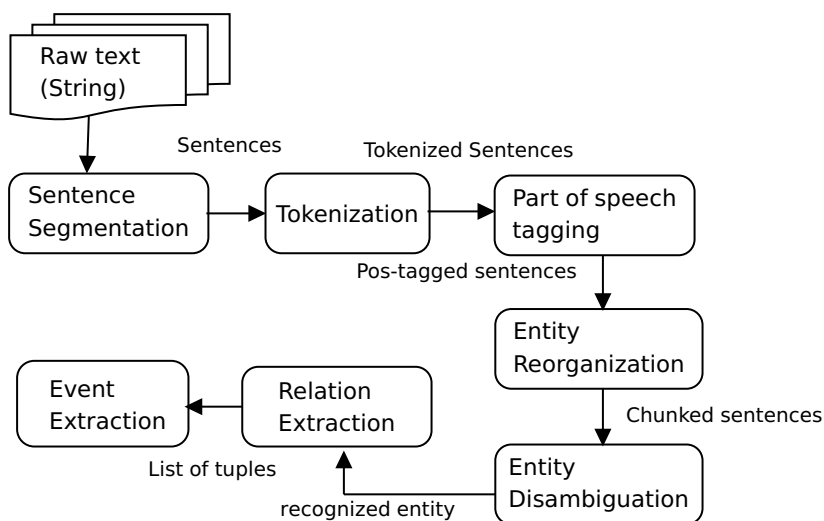 Raw text
(String)
Sentences
Tokenized Sentences
Sentence
Segmentation
Tokenization
Part of speech
tagging
Pos-tagged sentences
Entity
Reorganization
Chunked sentences
Entity
Disambiguation
recognized entity
Relation
Extraction
List of tuples
Event
Extraction